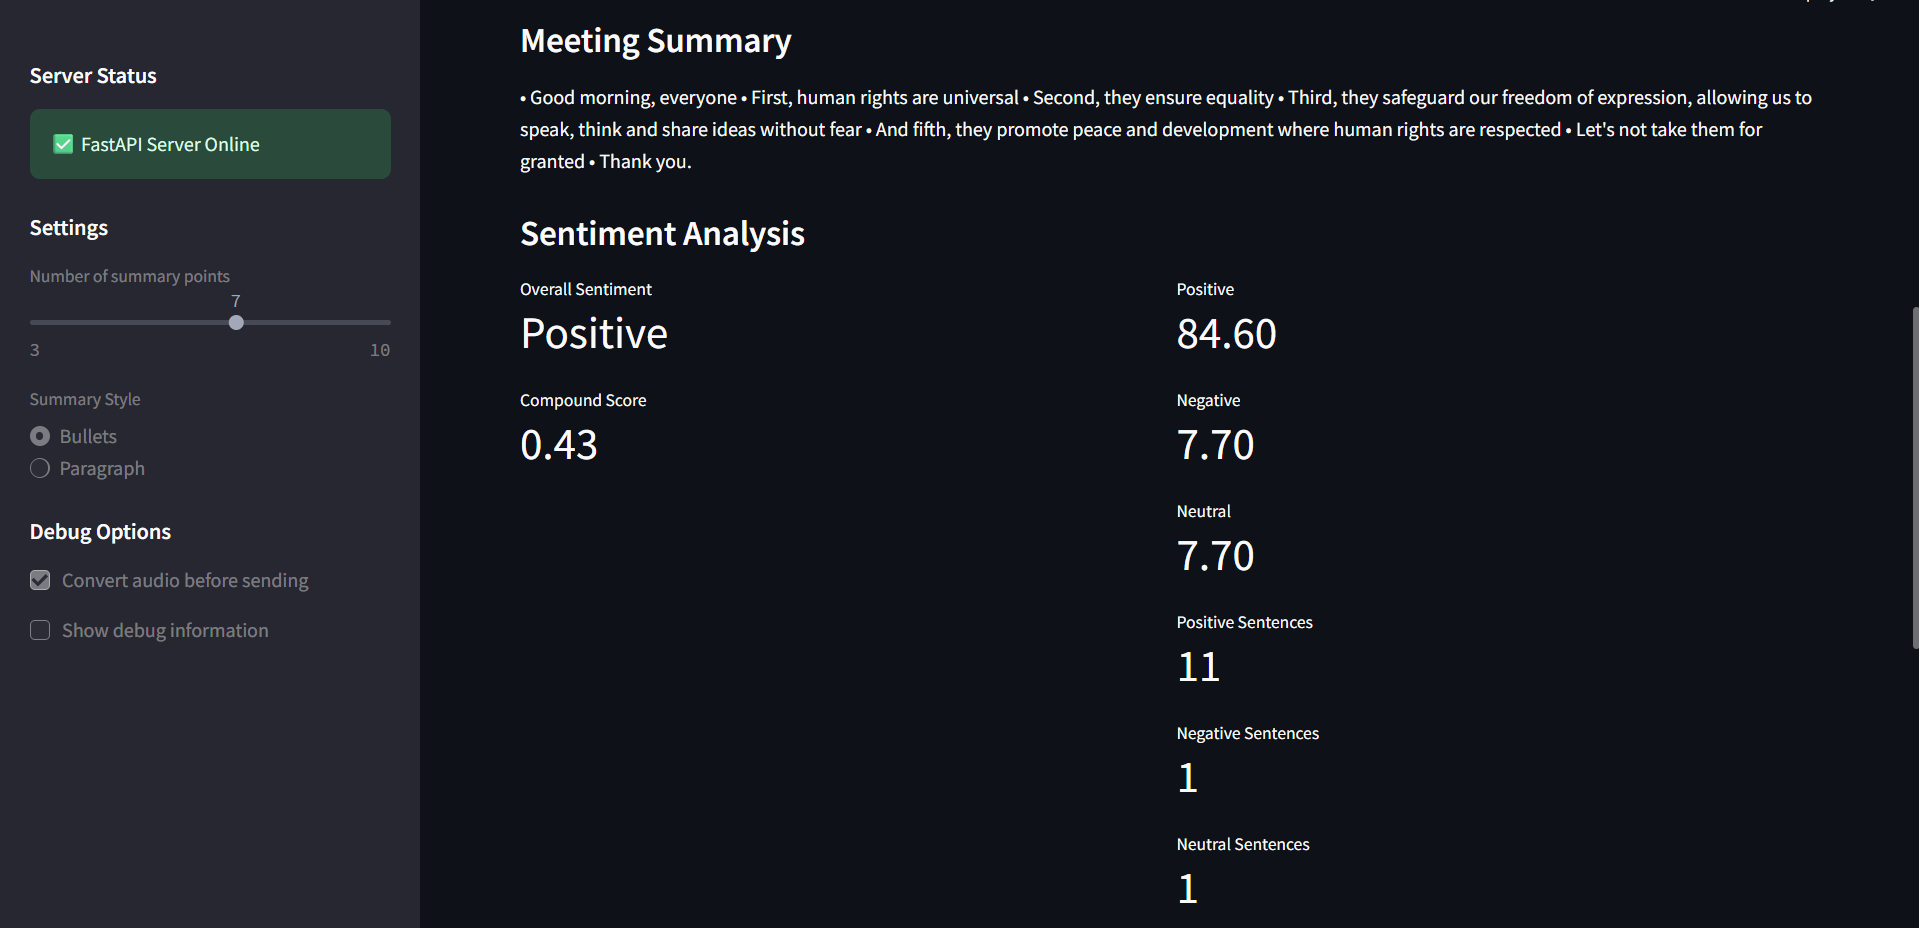 Server Status
✅ FastAPI Server Online
Settings
Number of summary points
7
3 10
Summary Style
Bullets
Paragraph
Debug Options
Convert audio before sending
Show debug information
Meeting Summary
• Good morning, everyone • First, human rights are universal • Second, they ensure equality • Third, they safeguard our freedom of expression, allowing us to
speak, think and share ideas without fear • And fifth, they promote peace and development where human rights are respected • Let's not take them for
granted • Thank you.
Sentiment Analysis
Overall Sentiment
Positive
Compound Score
0.43
Positive
84.60
Negative
7.70
Neutral
7.70
Positive Sentences
11
Negative Sentences
1
Neutral Sentences
1